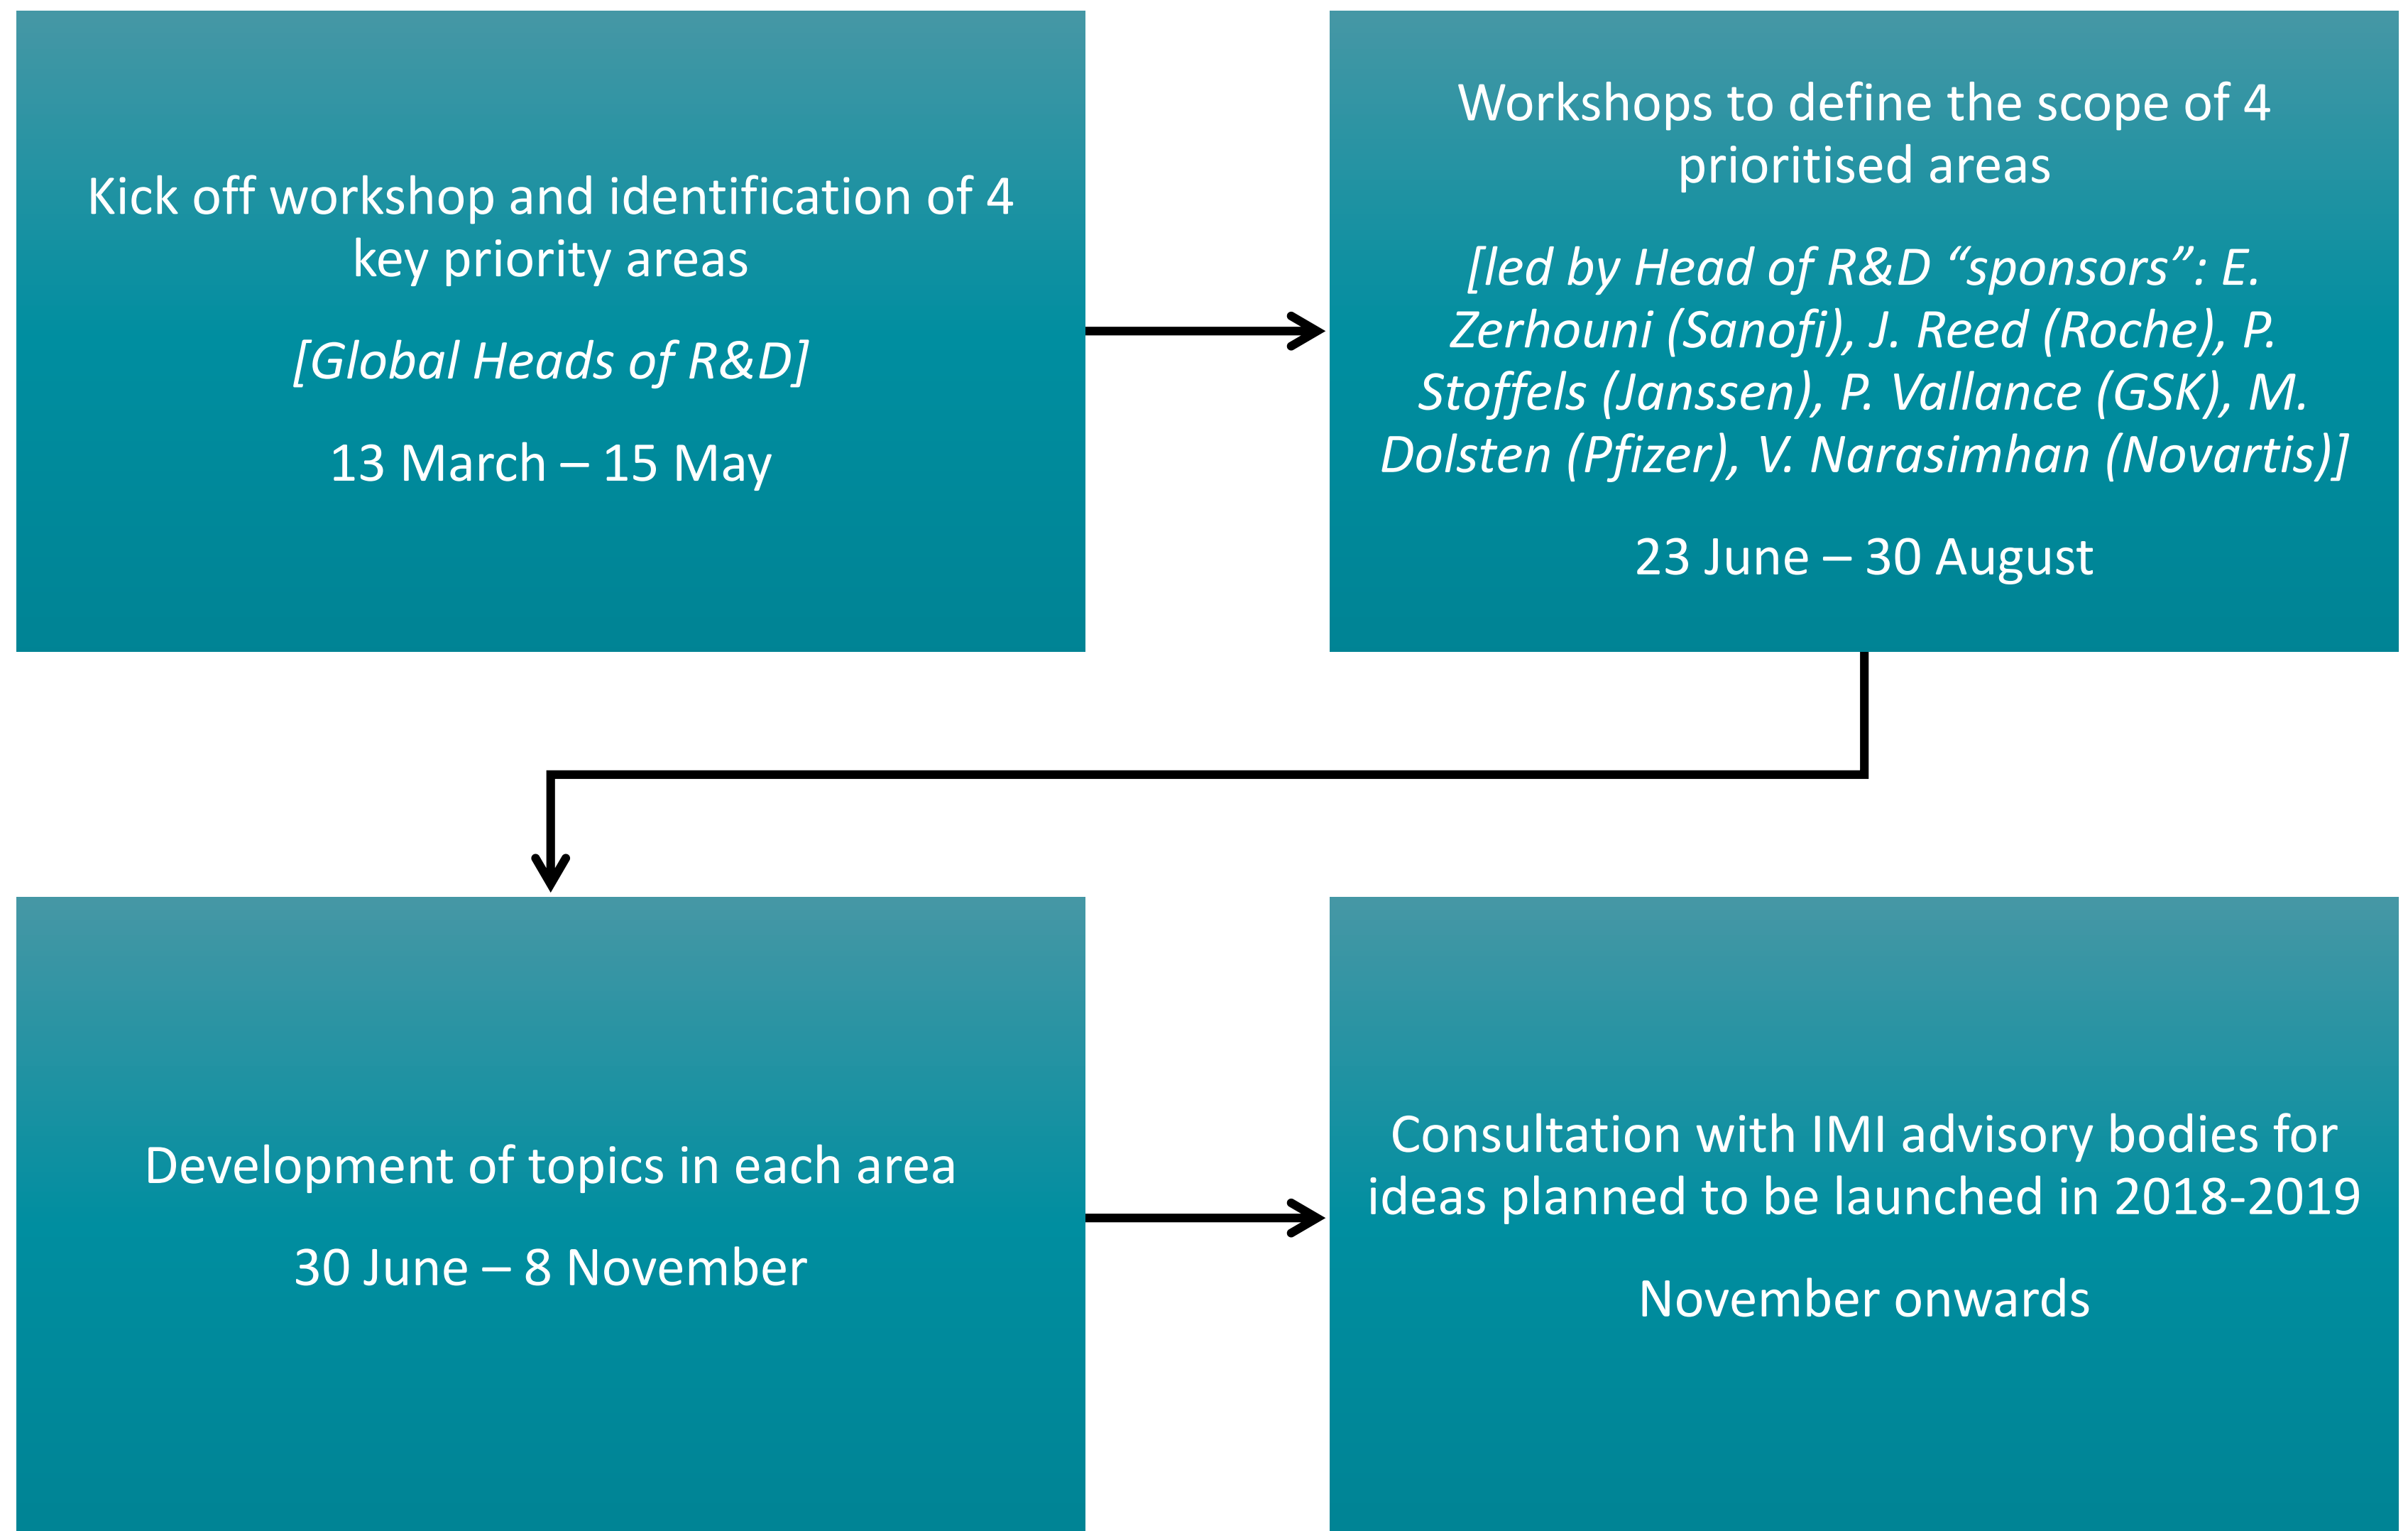 Kick off workshop and identification of 4
key priority areas
[Global Heads of R&D]
13 March – 15 May
Workshops to define the scope of 4
prioritised areas
[led by Head of R&D “sponsors”: E.
Zerhouni (Sanofi), J. Reed (Roche), P.
Stoffels (Janssen), P. Vallance (GSK), M.
Dolsten (Pfizer), V. Narasimhan (Novartis)]
23 June – 30 August
Development of topics in each area
30 June – 8 November
Consultation with IMI advisory bodies for
ideas planned to be launched in 2018-2019
November onwards